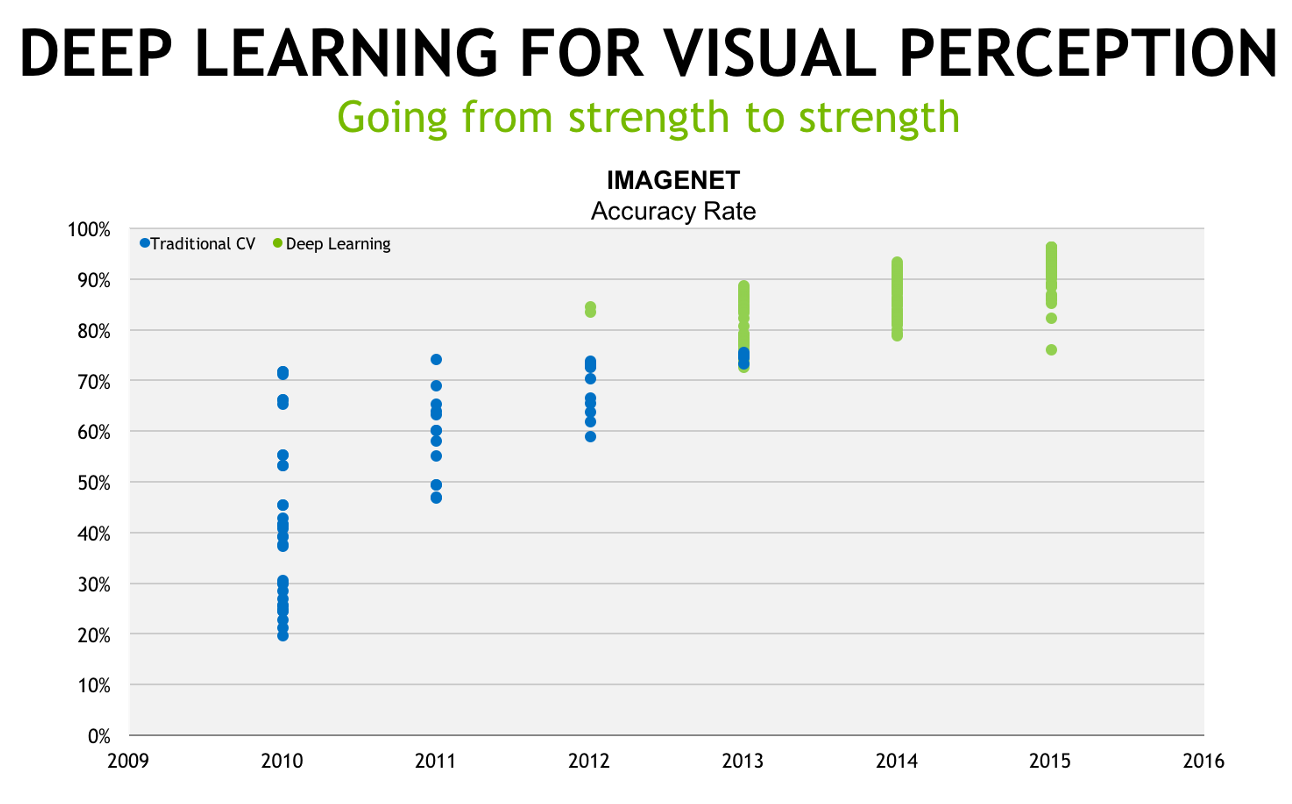 DEEP LEARNING FOR VISUAL PERCEPTION
Going from strength to strength
IMAGENET
Accuracy Rate
Traditional CV Deep Learning
100%
90%
80%
70%
60%
50%
40%
30%
20%
10%
0%
2009 2010 2011 2012 2013 2014 2015 2016